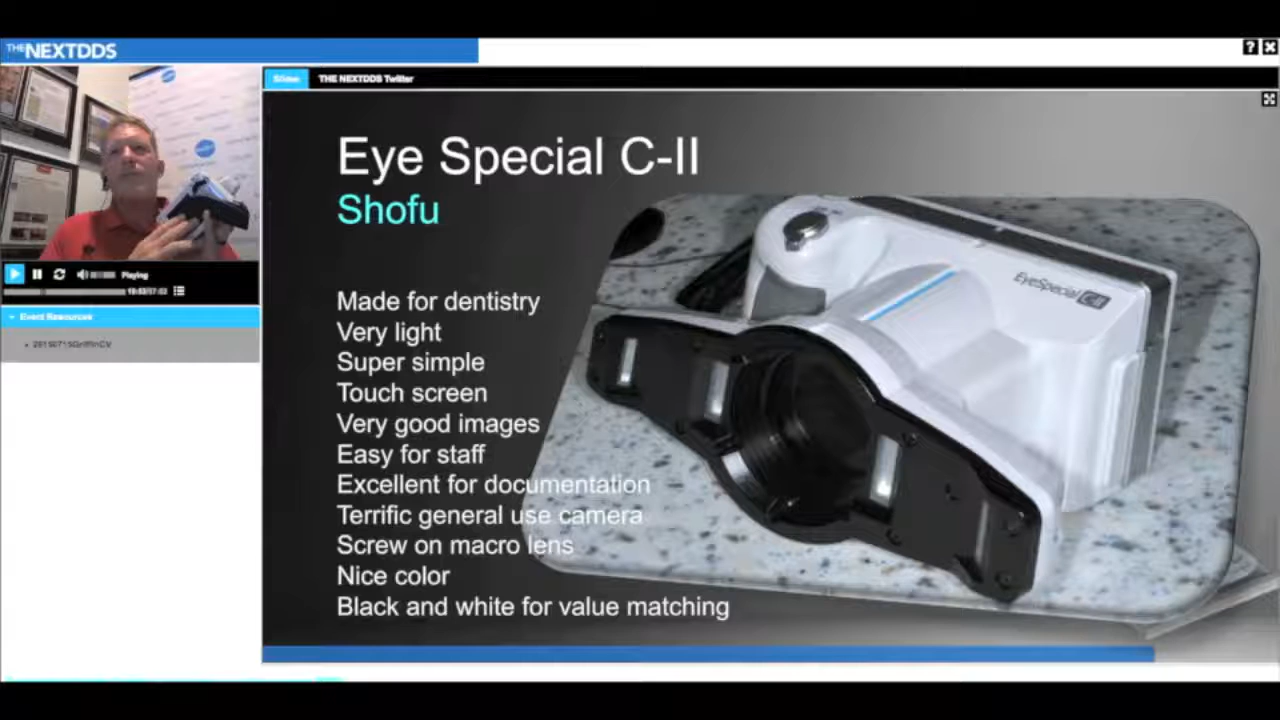 THE NEXTDDS
? X
Slides THE NEXTDDS Twitter
Eye Special C-II
Shofu
Made for dentistry
Very light
Super simple
Touch screen
Very good images
Easy for staff
Excellent for documentation
Terrific general use camera
Screw on macro lens
Nice color
Black and white for value matching
EyeSpecial C-II
Playing
Event Resources